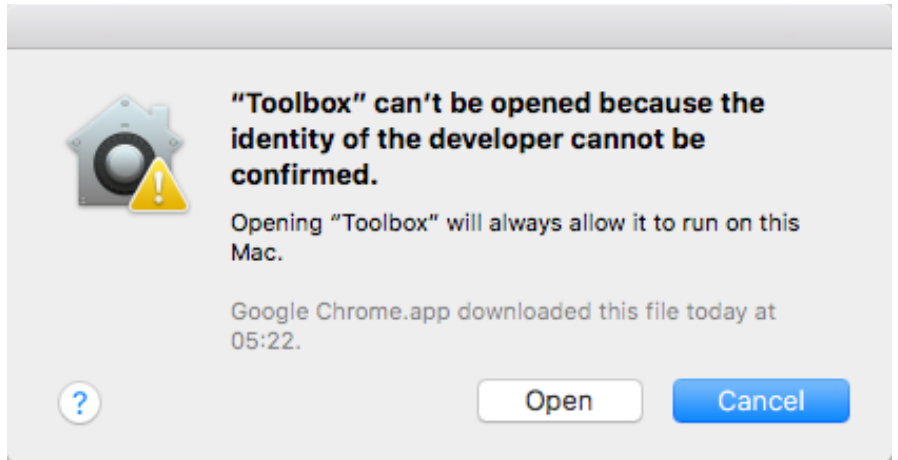 “Toolbox” can’t be opened because the
identity of the developer cannot be
confirmed.
Opening “Toolbox” will always allow it to run on this
Mac.
Google Chrome.app downloaded this file today at
05:22.
?
Open
Cancel